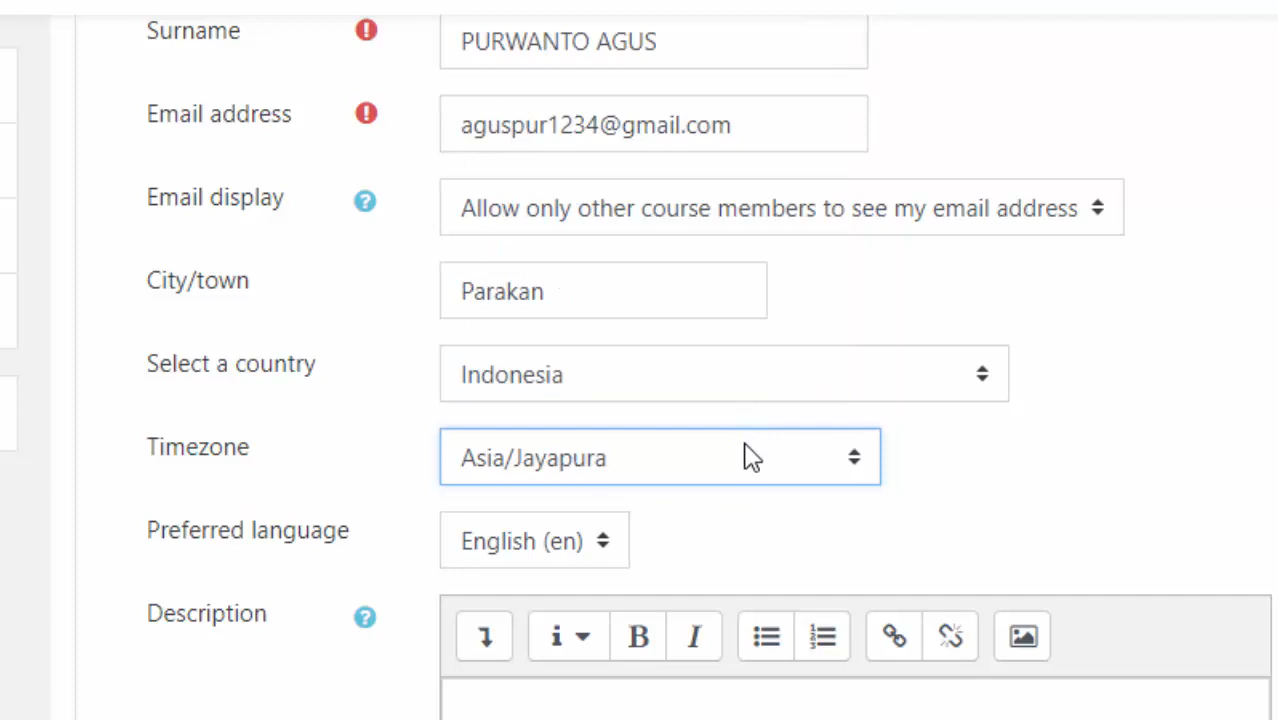 Surname
PURWANTO AGUS
Email address
aguspur1234@gmail.com
Email display
Allow only other course members to see my email address
City/town
Parakan
Select a country
Indonesia
Timezone
Asia/Jayapura
Preferred language
English (en)
Description